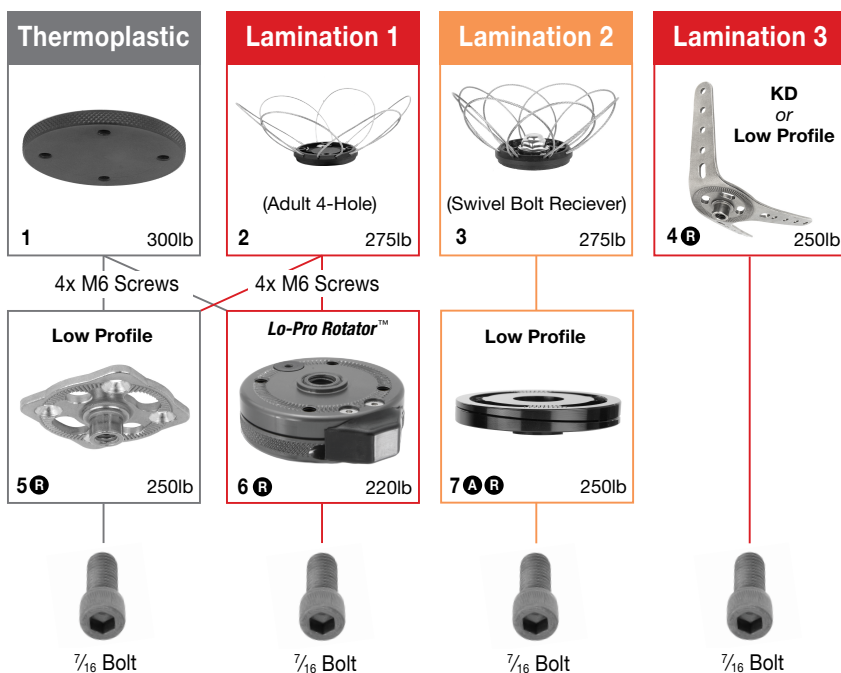 Thermoplastic
Lamination 1
Lamination 2
Lamination 3
1
300lb
(Adult 4-Hole)
2
275lb
(Swivel Bolt Reciever)
3
275lb
KD
or
Low Profile
4 R
250lb
4x M6 Screws
4x M6 Screws
Low Profile
5 R
250lb
Lo-Pro Rotator™
6 R
220lb
Low Profile
7 A R
250lb
7/16 Bolt
7/16 Bolt
7/16 Bolt
7/16 Bolt